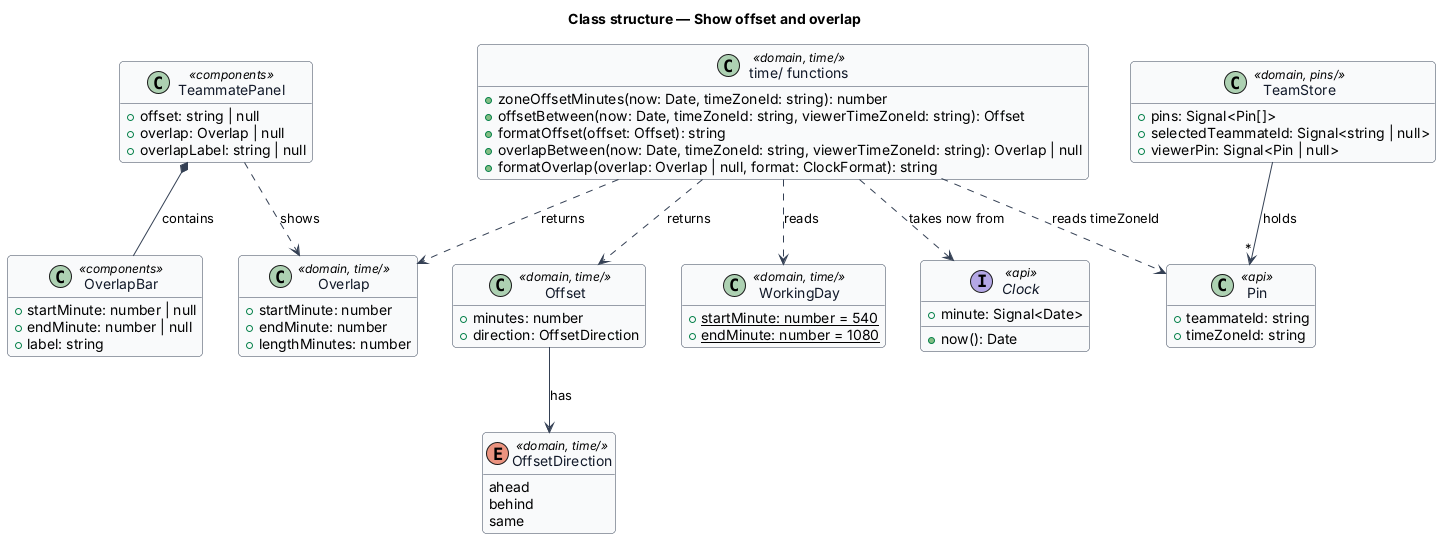 Class structure — Show offset and overlap
«components»
TeammatePanel
offset: string | null
overlap: Overlap | null
overlapLabel: string | null
«domain, time/»
time/ functions
zoneOffsetMinutes(now: Date, timeZoneId: string): number
offsetBetween(now: Date, timeZoneId: string, viewerTimeZoneId: string): Offset
formatOffset(offset: Offset): string
overlapBetween(now: Date, timeZoneId: string, viewerTimeZoneId: string): Overlap | null
formatOverlap(overlap: Overlap | null, format: ClockFormat): string
«domain, pins/»
TeamStore
pins: Signal<Pin[]>
selectedTeammateId: Signal<string | null>
viewerPin: Signal<Pin | null>
contains
shows
returns
returns
reads
takes now from
reads timeZoneId
holds
*
«components»
OverlapBar
startMinute: number | null
endMinute: number | null
label: string
«domain, time/»
Overlap
startMinute: number
endMinute: number
lengthMinutes: number
«domain, time/»
Offset
minutes: number
direction: OffsetDirection
«domain, time/»
WorkingDay
startMinute: number = 540
endMinute: number = 1080
«api»
Clock
minute: Signal<Date>
now(): Date
«api»
Pin
teammateId: string
timeZoneId: string
has
«domain, time/»
OffsetDirection
ahead
behind
same